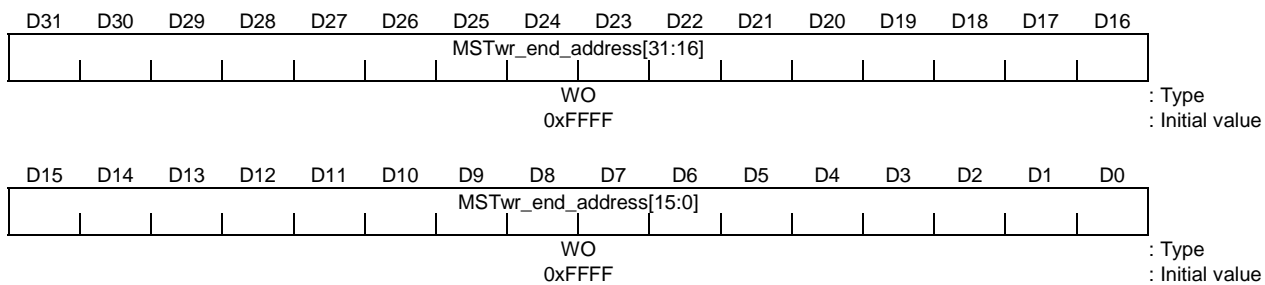 D31 D30 D29 D28 D27 D26 D25 D24 D23 D22 D21 D20 D19 D18 D17 D16
MSTwr_end_address[31:16]
WO : Type
0xFFFF : Initial value
D15 D14 D13 D12 D11 D10 D9 D8 D7 D6 D5 D4 D3 D2 D1 D0
MSTwr_end_address[15:0]
WO : Type
0xFFFF : Initial value